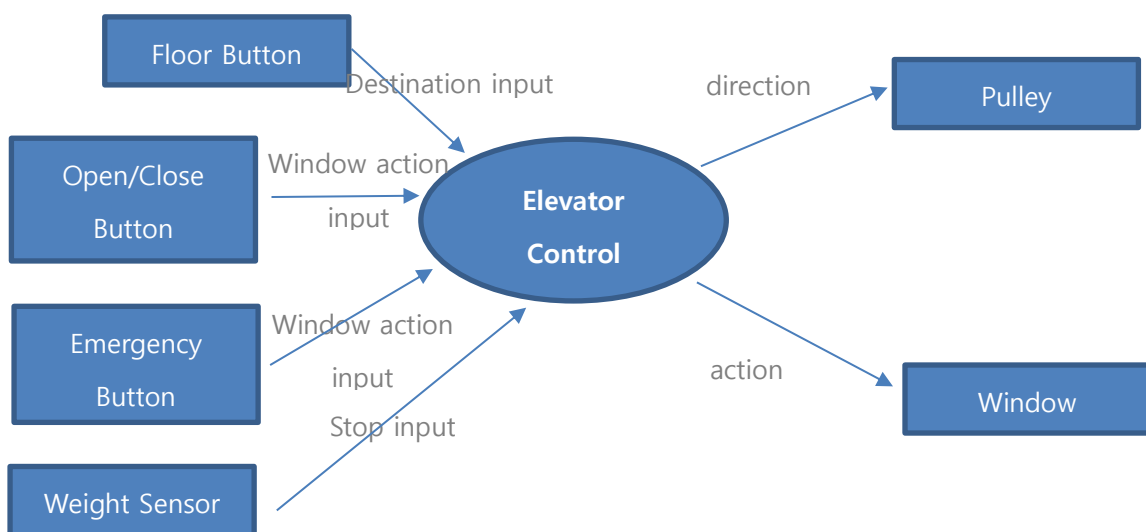 Floor Button
Destination input
direction
Pulley
Open/Close
Button
Window action
input
Elevator
Control
Emergency
Button
Window action
input
action
Window
Stop input
Weight Sensor